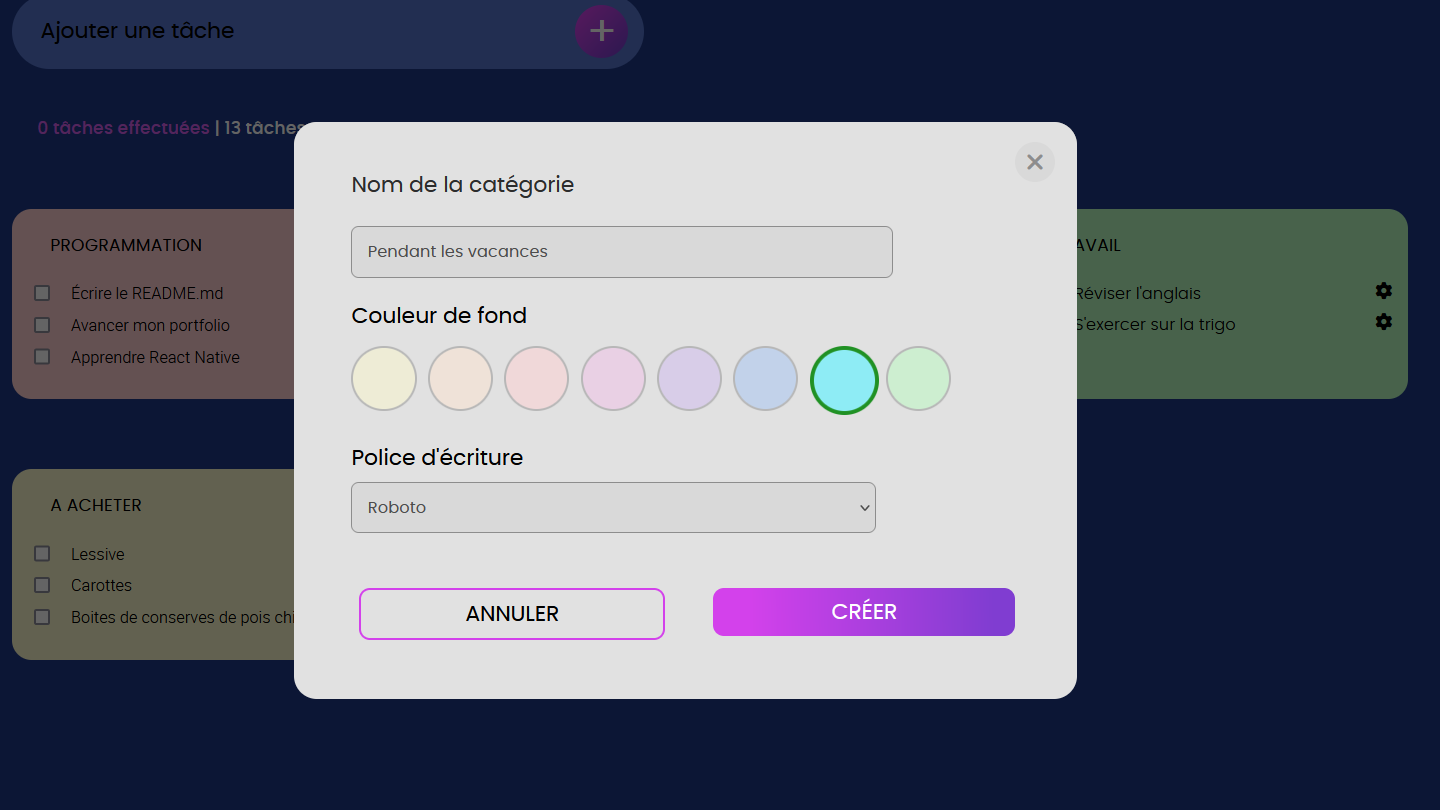 Ajouter une tâche
0 tâches effectuées | 13 tâches
Nom de la catégorie
Pendant les vacances
Couleur de fond
Police d'écriture
Roboto
ANNULER
CRÉER
PROGRAMMATION
Écrire le README.md
Avancer mon portfolio
Apprendre React Native
AVAIL
Réviser l'anglais
S'exercer sur la trigo
A ACHETER
Lessive
Carottes
Boites de conserves de pois chi